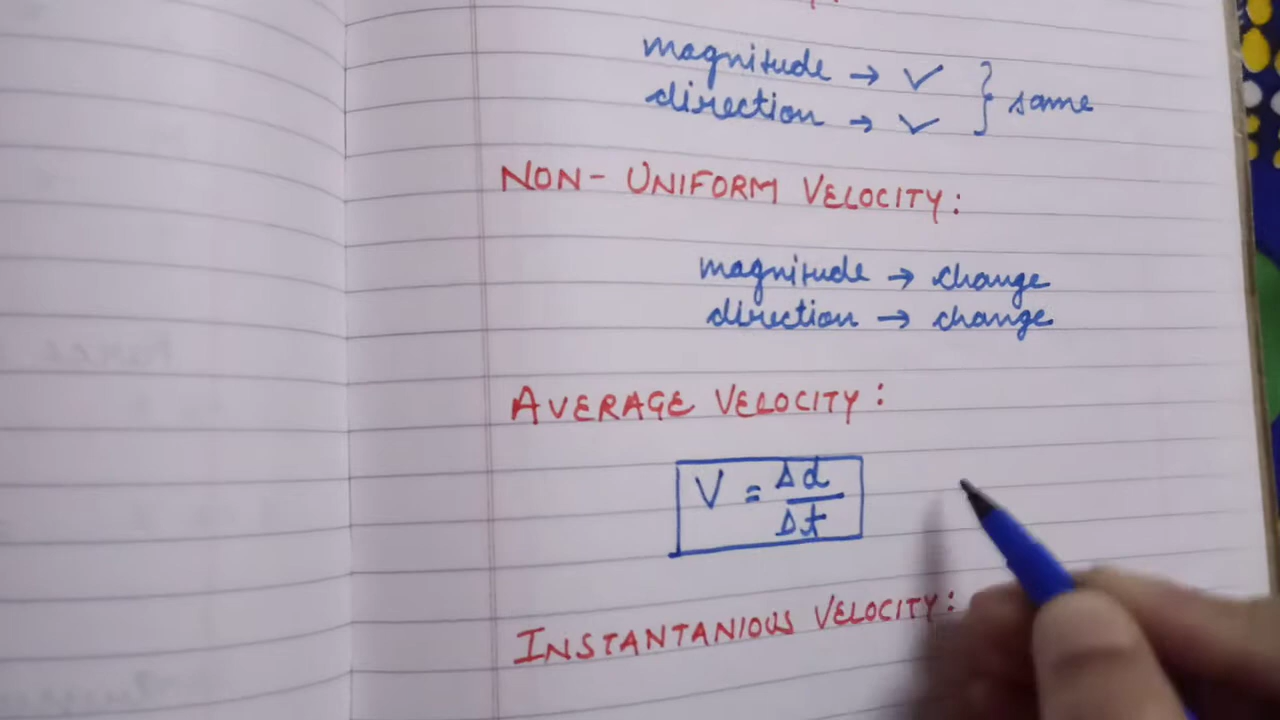 magnitude → ✓ } same
direction → ✓
NON-UNIFORM VELOCITY:
magnitude → change
direction → change
AVERAGE VELOCITY:
V = Δd/Δt
INSTANTANIOUS VELOCITY: